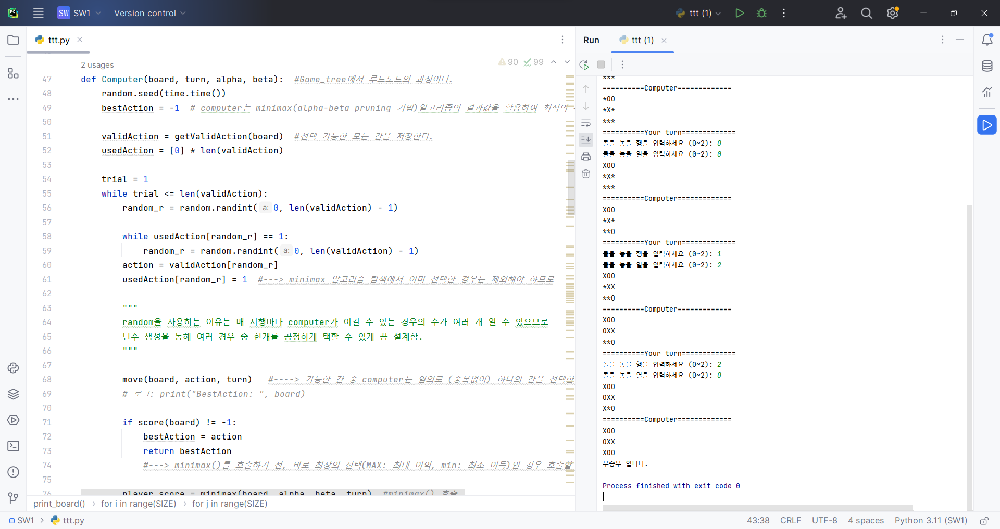 SW SW1 Version control ttt (1)
ttt.py
Run ttt (1)
90 99
2 usages
47 def Computer(board, turn, alpha, beta):  #Game_tree에서 루트노드의 과정이다.
48 random.seed(time.time())
49 bestAction = -1  # computer는 minimax(alpha-beta pruning 기법)알고리즘의 결과값을 활용하여 최적의
50
51 validAction = getValidAction(board)  #선택 가능한 모든 칸을 저장한다.
52 usedAction = [0] * len(validAction)
53
54 trial = 1
55 while trial <= len(validAction):
56 random_r = random.randint( a: 0, len(validAction) - 1)
57
58 while usedAction[random_r] == 1:
59 random_r = random.randint( a: 0, len(validAction) - 1)
60 action = validAction[random_r]
61 usedAction[random_r] = 1  #---> minimax 알고리즘 탐색에서 이미 선택한 경우는 제외해야 하므로
62
63 """
64 random을 사용하는 이유는 매 시행마다 computer가 이길 수 있는 경우의 수가 여러 개 일 수 있으므로
65 난수 생성을 통해 여러 경우 중 한개를 공정하게 택할 수 있게 끔 설계함.
66 """
67
68 move(board, action, turn)   #----> 가능한 칸 중 computer는 임의로 (중복없이) 하나의 칸을 선택한
69 # 로그: print("BestAction: ", board)
70
71 if score(board) != -1:
72 bestAction = action
73 return bestAction
74 #---> minimax()를 호출하기 전, 바로 최상의 선택(MAX: 최대 이익, min: 최소 이득)인 경우 호출할
75
76 player_score = minimax(board, alpha, beta, turn)  #minimax() 호출
print_board() › for i in range(SIZE) › for j in range(SIZE)
***
==========Computer=============
*OO
*X*
***
==========Your turn=============
돌을 놓을 행을 입력하세요 (0~2): 0
돌을 놓을 열을 입력하세요 (0~2): 0
XOO
*X*
***
==========Computer=============
XOO
*X*
**O
==========Your turn=============
돌을 놓을 행을 입력하세요 (0~2): 1
돌을 놓을 열을 입력하세요 (0~2): 2
XOO
*XX
**O
==========Computer=============
XOO
OXX
**O
==========Your turn=============
돌을 놓을 행을 입력하세요 (0~2): 2
돌을 놓을 열을 입력하세요 (0~2): 0
XOO
OXX
X*O
==========Computer=============
XOO
OXX
XOO
무승부 입니다.

Process finished with exit code 0
SW1 > ttt.py
43:38 CRLF UTF-8 4 spaces Python 3.11 (SW1)